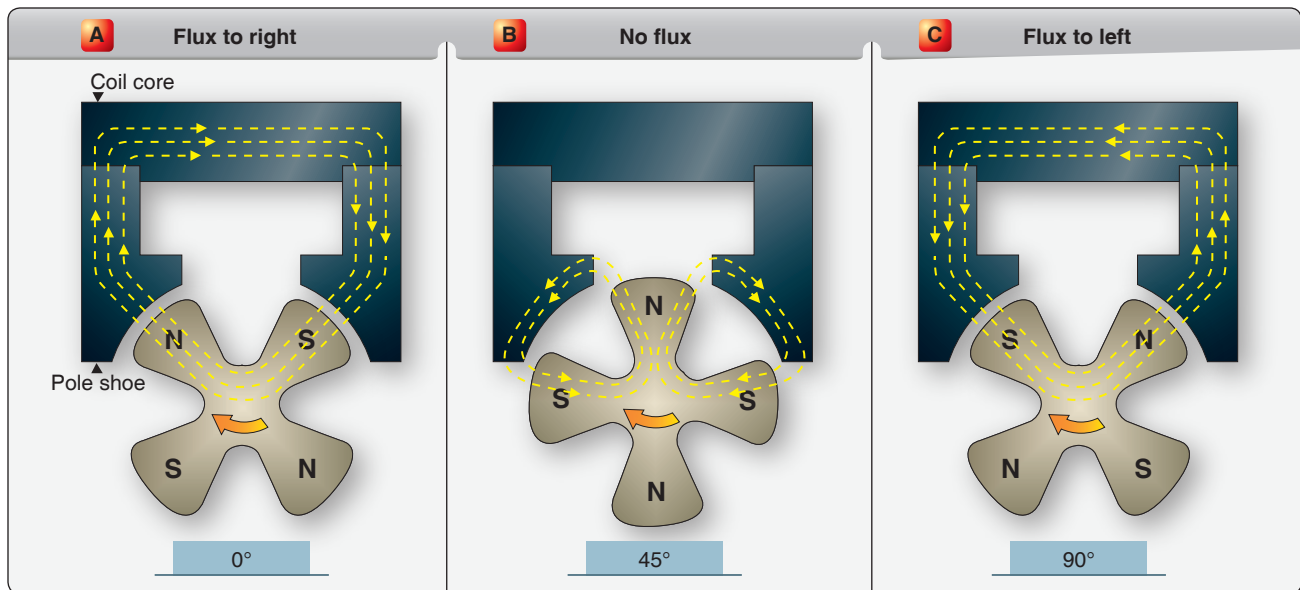 A Flux to right
Coil core
N S
Pole shoe
S N
0°
B No flux
N
S S
N
45°
C Flux to left
S N
N S
90°